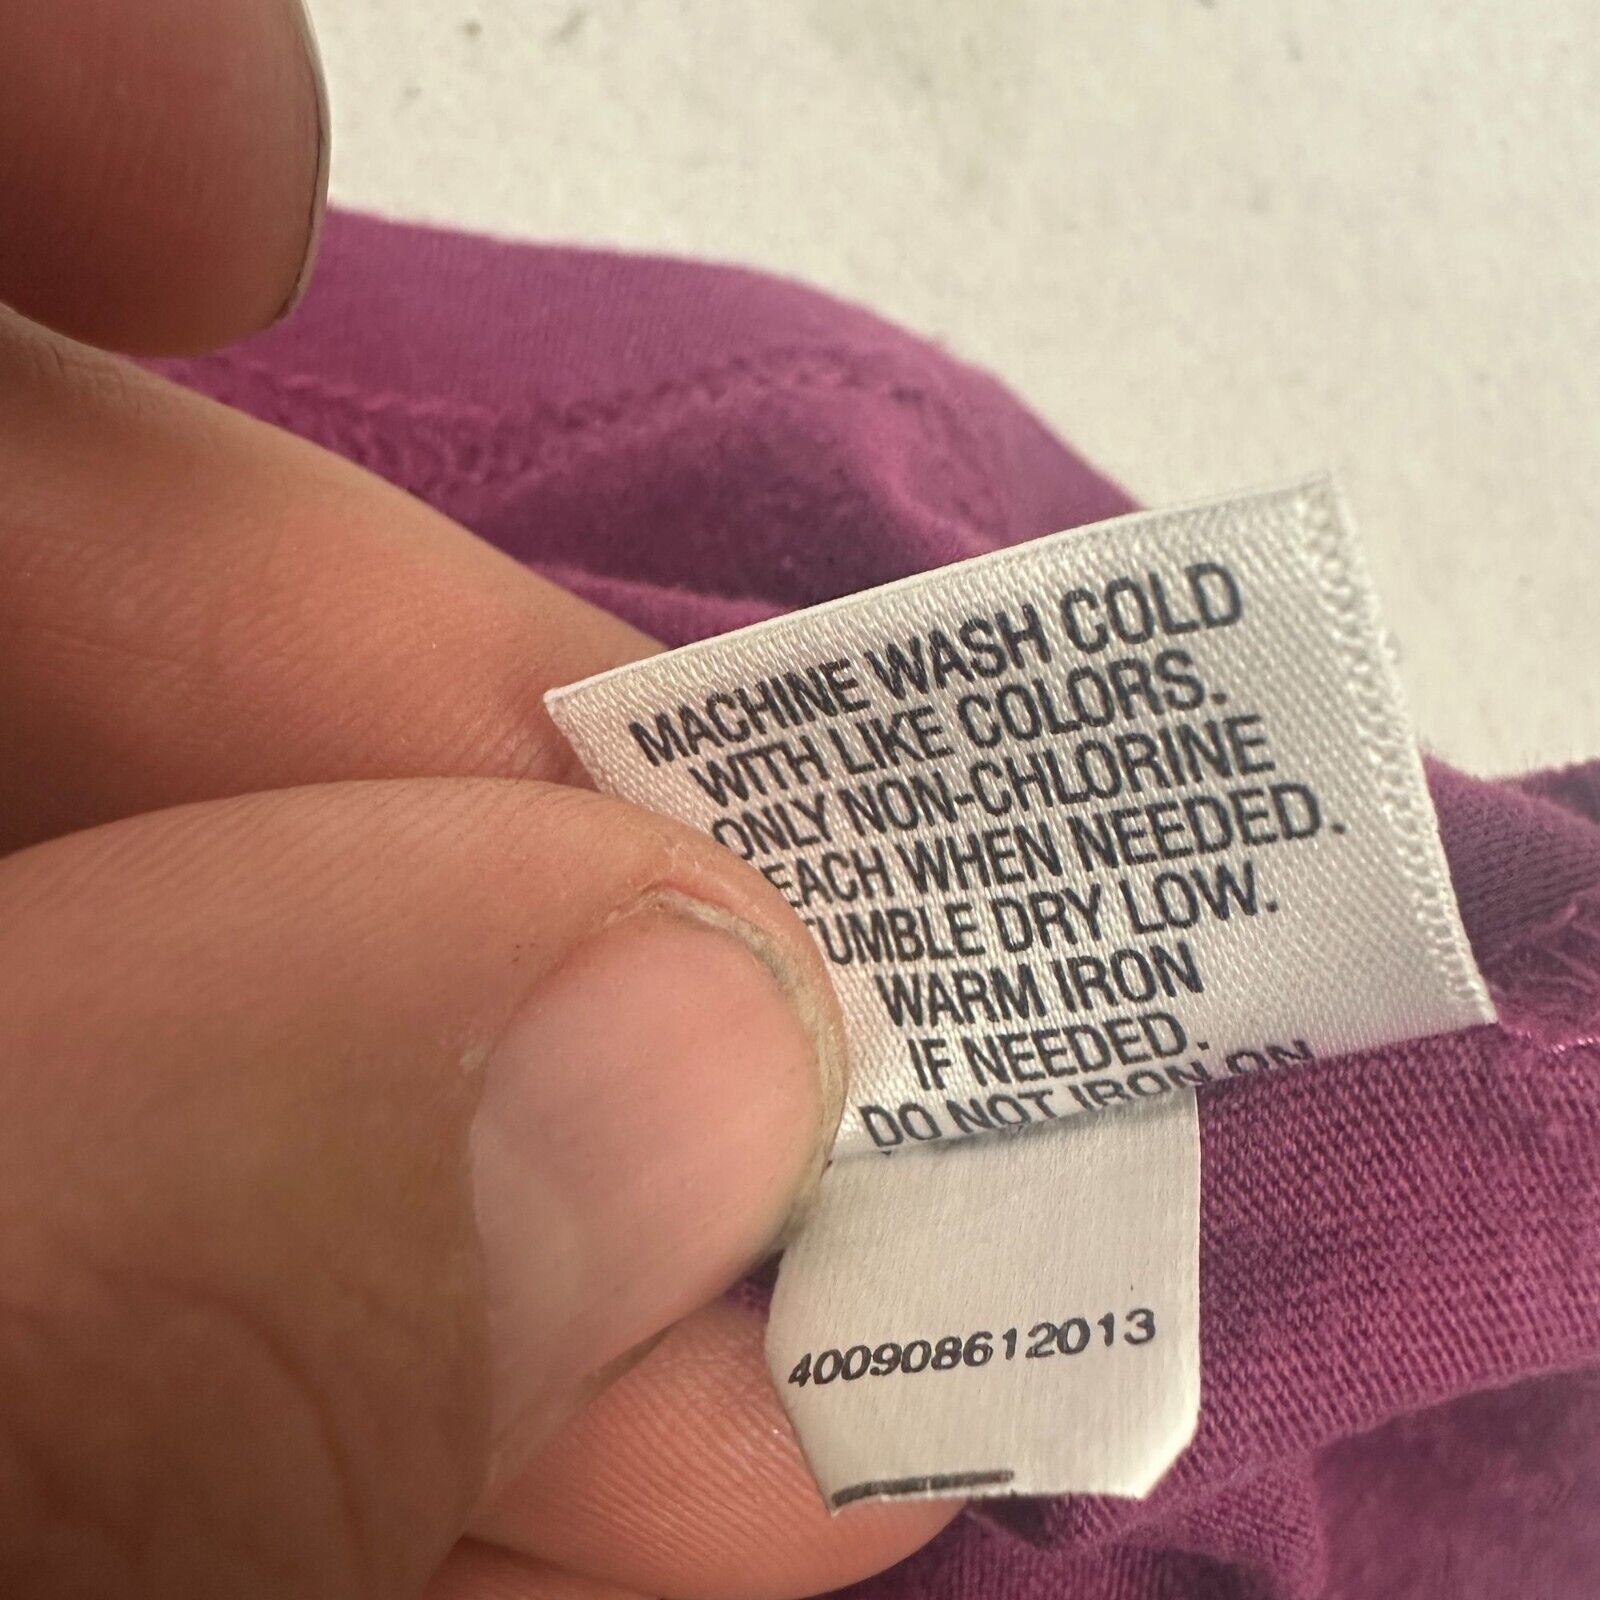 MACHINE WASH COLD
WITH LIKE COLORS.
ONLY NON-CHLORINE
EACH WHEN NEEDED.
TUMBLE DRY LOW.
WARM IRON
IF NEEDED.
DO NOT IRON ON
400908612013